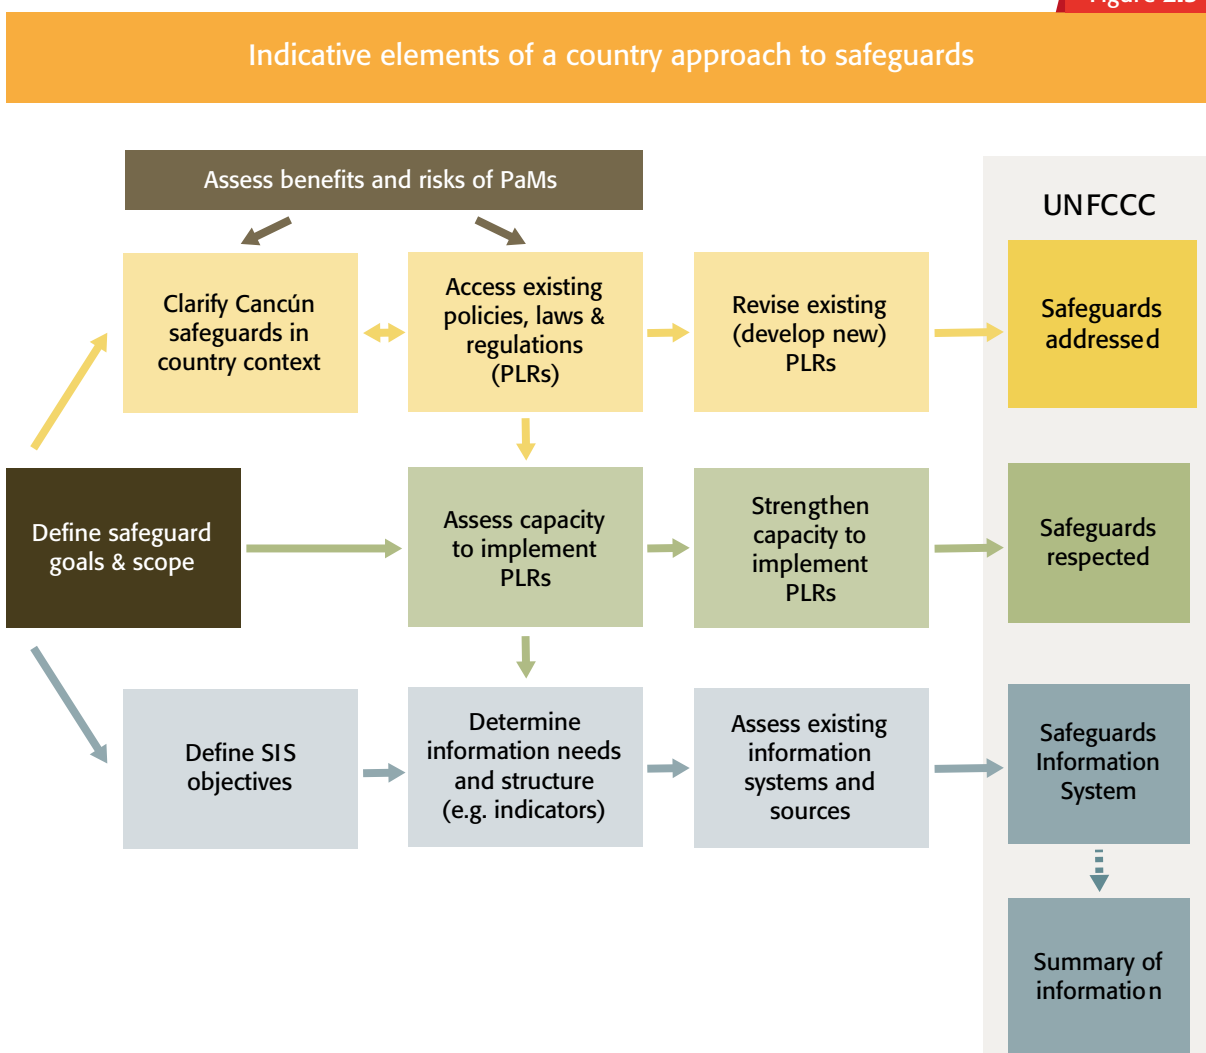 Figure 2.3
Indicative elements of a country approach to safeguards
Assess benefits and risks of PaMs
UNFCCC
Clarify Cancún
safeguards in
country context
Access existing
policies, laws &
regulations
(PLRs)
Revise existing
(develop new)
PLRs
Safeguards
addressed
Define safeguard
goals & scope
Assess capacity
to implement
PLRs
Strengthen
capacity to
implement
PLRs
Safeguards
respected
Define SIS
objectives
Determine
information needs
and structure
(e.g. indicators)
Assess existing
information
systems and
sources
Safeguards
Information
System
Summary of
information